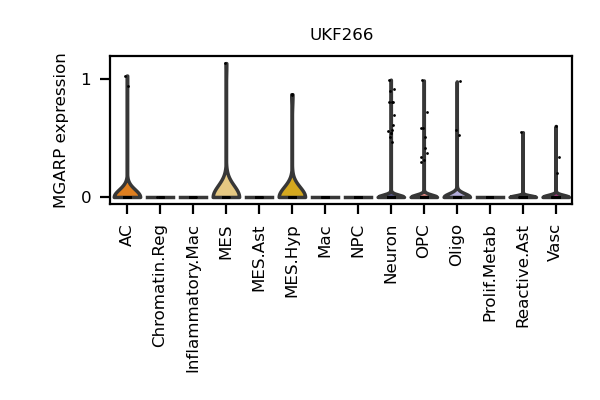 UKF266
MGARP expression
1
0
AC
Chromatin.Reg
Inflammatory.Mac
MES
MES.Ast
MES.Hyp
Mac
NPC
Neuron
OPC
Oligo
Prolif.Metab
Reactive.Ast
Vasc